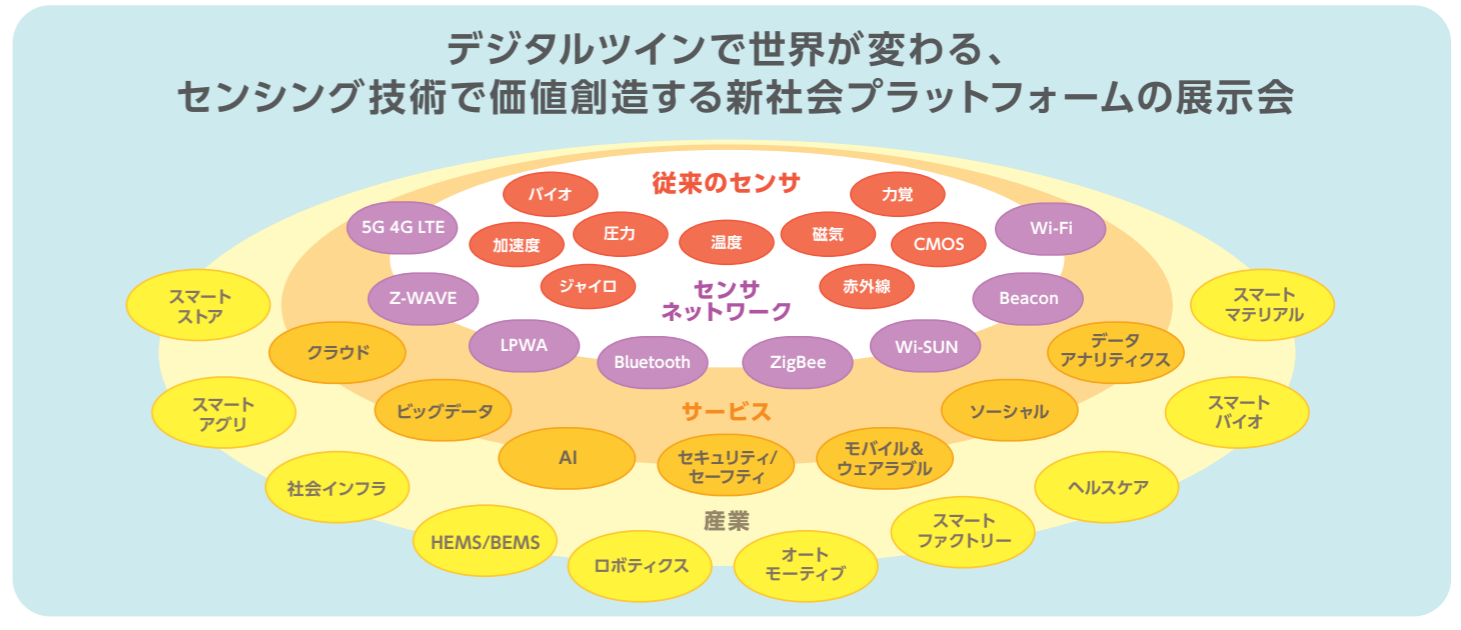 デジタルツインで世界が変わる、
センシング技術で価値創造する新社会プラットフォームの展示会
従来のセンサ
バイオ
力覚
加速度
圧力
温度
磁気
CMOS
ジャイロ
赤外線
センサ
ネットワーク
5G 4G LTE
Wi-Fi
Z-WAVE
Beacon
LPWA
Bluetooth
ZigBee
Wi-SUN
サービス
クラウド
データ
アナリティクス
ビッグデータ
ソーシャル
AI
セキュリティ/
セーフティ
モバイル&
ウェアラブル
産業
スマート
ストア
スマート
マテリアル
スマート
アグリ
スマート
バイオ
社会インフラ
ヘルスケア
HEMS/BEMS
ロボティクス
オート
モーティブ
スマート
ファクトリー